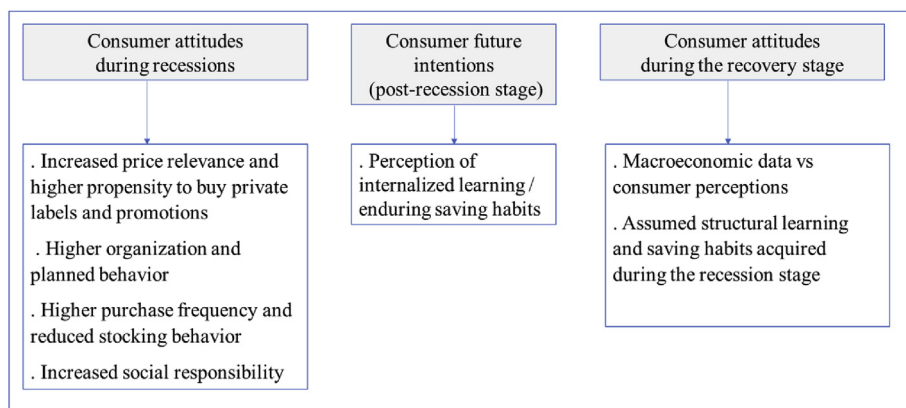 Consumer attitudes
during recessions
. Increased price relevance and
higher propensity to buy private
labels and promotions
. Higher organization and
planned behavior
. Higher purchase frequency and
reduced stocking behavior
. Increased social responsibility
Consumer future
intentions
(post-recession stage)
. Perception of
internalized learning /
enduring saving habits
Consumer attitudes
during the recovery stage
. Macroeconomic data vs
consumer perceptions
. Assumed structural learning
and saving habits acquired
during the recession stage